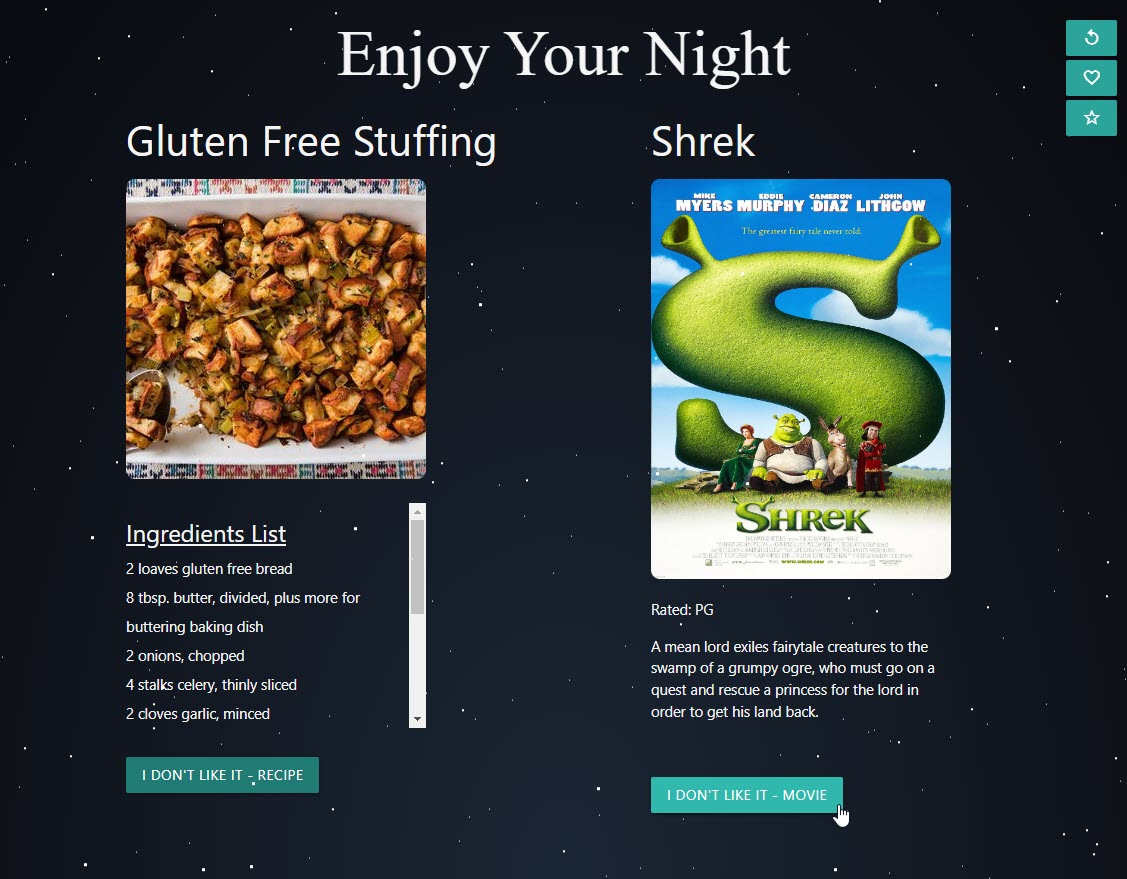 Enjoy Your Night
Gluten Free Stuffing
Ingredients List
2 loaves gluten free bread
8 tbsp. butter, divided, plus more for
buttering baking dish
2 onions, chopped
4 stalks celery, thinly sliced
2 cloves garlic, minced
I DON'T LIKE IT - RECIPE
Shrek
MIKE EDDIE CAMERON JOHN
MYERS MURPHY DIAZ LITHGOW
The greatest fairy tale never told.
SHREK
WWW.SHREK.COM
Rated: PG
A mean lord exiles fairytale creatures to the
swamp of a grumpy ogre, who must go on a
quest and rescue a princess for the lord in
order to get his land back.
I DON'T LIKE IT - MOVIE